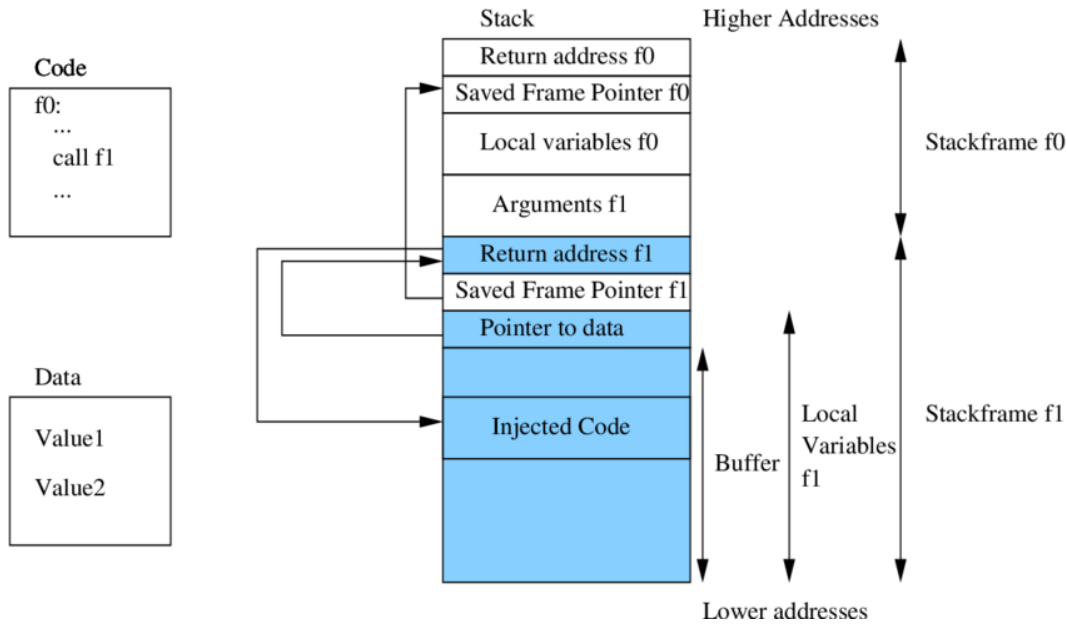 Stack
Higher Addresses
Code
f0:
...
call f1
...
Return address f0
Saved Frame Pointer f0
Local variables f0
Arguments f1
Return address f1
Saved Frame Pointer f1
Pointer to data
Injected Code
Stackframe f0
Stackframe f1
Data
Value1
Value2
Buffer
Local
Variables
f1
Lower addresses